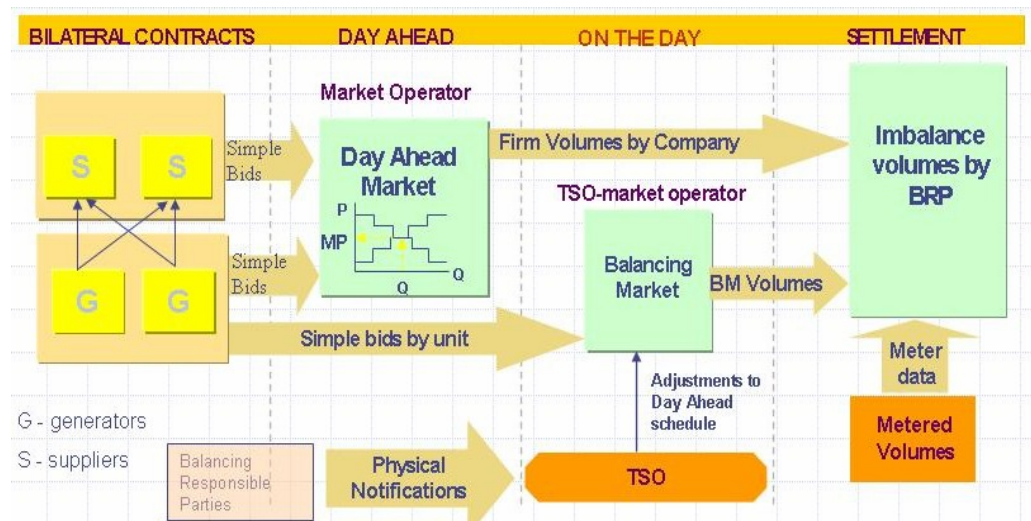 BILATERAL CONTRACTS
DAY AHEAD
ON THE DAY
SETTLEMENT
Market Operator
S
S
Simple
Bids
Day Ahead
Market
P
MP
Q
Q
Firm Volumes by Company
Imbalance
volumes by
BRP
TSO-market operator
G
G
Simple
Bids
Balancing
Market
BM Volumes
Simple bids by unit
Meter
data
Adjustments to
Day Ahead
schedule
G - generators
S - suppliers
Balancing
Responsible
Parties
Physical
Notifications
TSO
Metered
Volumes